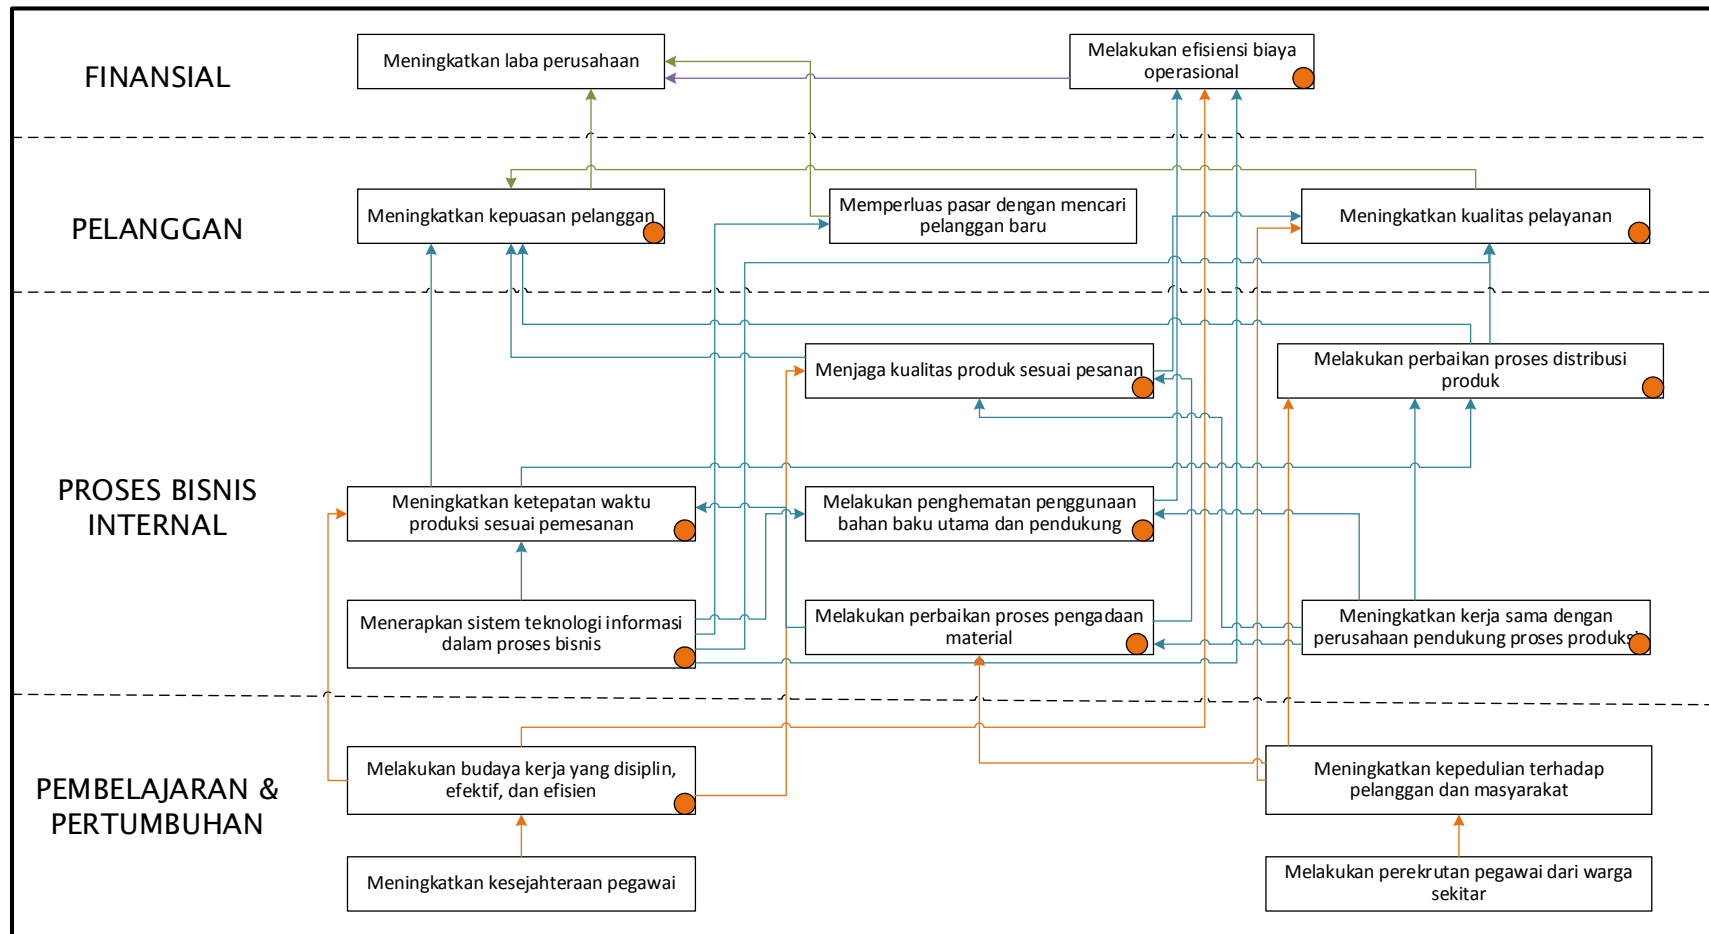 FINANSIAL
Meningkatkan laba perusahaan
Melakukan efisiensi biaya
operasional
PELANGGAN
Meningkatkan kepuasan pelanggan
Memperluas pasar dengan mencari
pelanggan baru
Meningkatkan kualitas pelayanan
PROSES BISNIS
INTERNAL
Menjaga kualitas produk sesuai pesanan
Melakukan perbaikan proses distribusi
produk
Meningkatkan ketepatan waktu
produksi sesuai pemesanan
Melakukan penghematan penggunaan
bahan baku utama dan pendukung
Menerapkan sistem teknologi informasi
dalam proses bisnis
Melakukan perbaikan proses pengadaan
material
Meningkatkan kerja sama dengan
perusahaan pendukung proses produksi
PEMBELAJARAN &
PERTUMBUHAN
Melakukan budaya kerja yang disiplin,
efektif, dan efisien
Meningkatkan kepedulian terhadap
pelanggan dan masyarakat
Meningkatkan kesejahteraan pegawai
Melakukan perekrutan pegawai dari warga
sekitar